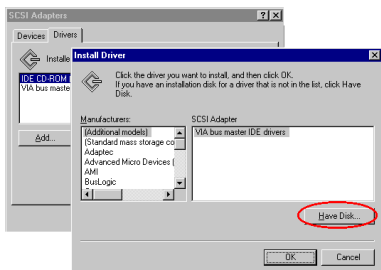 SCSI Adapters
Devices
Drivers
Installe
IDE CD-ROM
VIA bus maste
Add...
Install Driver
Click the driver you want to install, and then click OK.
If you have an installation disk for a driver that is not in the list, click Have
Disk.
Manufacturers:
(Additional models)
(Standard mass storage co
Adaptec
Advanced Micro Devices (
AMI
BusLogic
SCSI Adapter
VIA bus master IDE drivers
Have Disk...
OK
Cancel